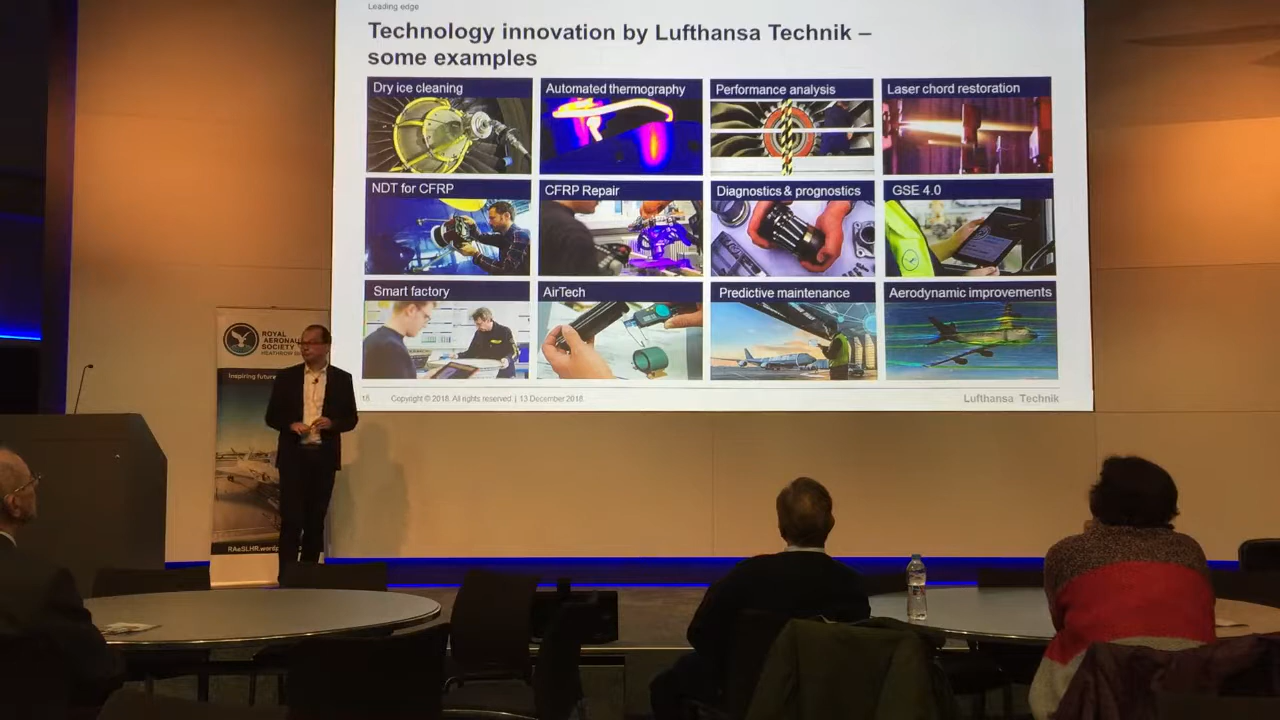 Leading edge
Technology innovation by Lufthansa Technik –
some examples
Dry ice cleaning
Automated thermography
Performance analysis
Laser chord restoration
NDT for CFRP
CFRP Repair
Diagnostics & prognostics
GSE 4.0
Smart factory
AirTech
Predictive maintenance
Aerodynamic improvements
18 Copyright © 2018. All rights reserved | 13 December 2018
Lufthansa Technik
ROYAL
SOCIETY
Inspiring future